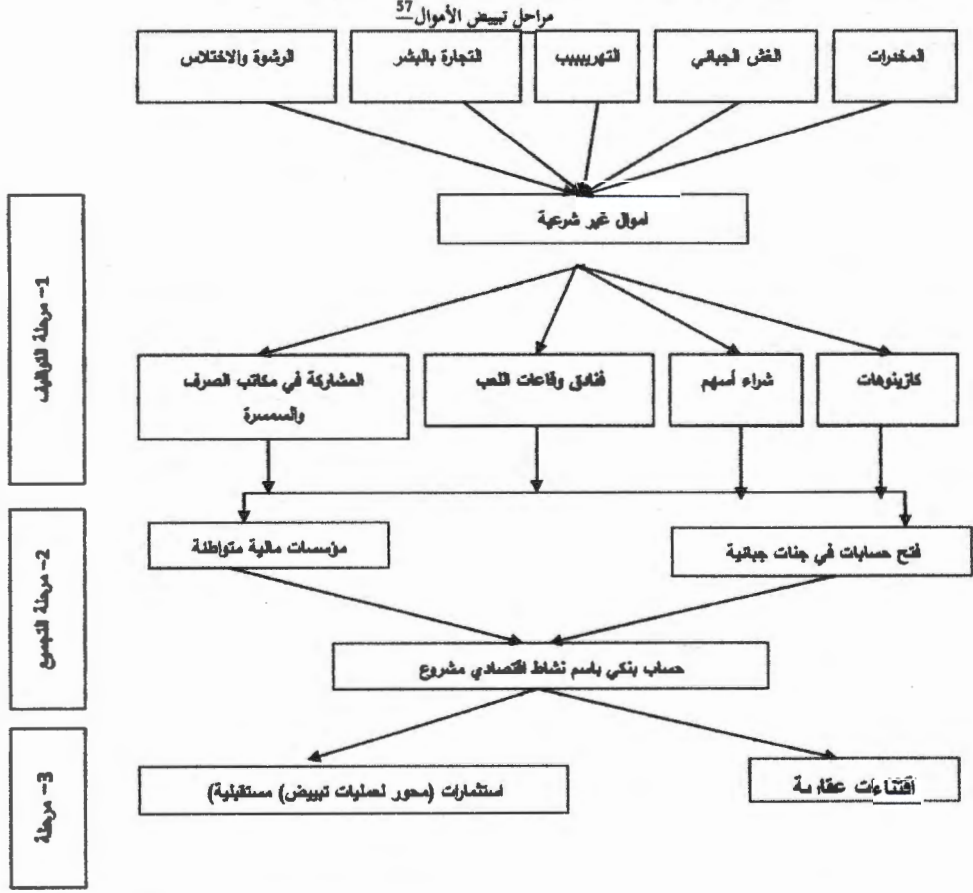 مراحل تبييض الأموال57
المخدرات
الغش الجبائي
التهريبيب
التجارة بالبشر
الرشوة والاختلاس
اموال غير شرعية
1- مرحلة التوظيف
كازينوهات
شراء أسهم
فنادق وقاعات اللعب
المشاركة في مكاتب الصرف
والسمسرة
2- مرحلة التجميع
فتح حسابات في جنات جبائية
مؤسسات مالية متواطئة
حساب بنكي باسم نشاط اقتصادي مشروع
3- مرحلة
اقتناءات عقارية
استثمارات (محور لعمليات تبييض) مستقبلية)